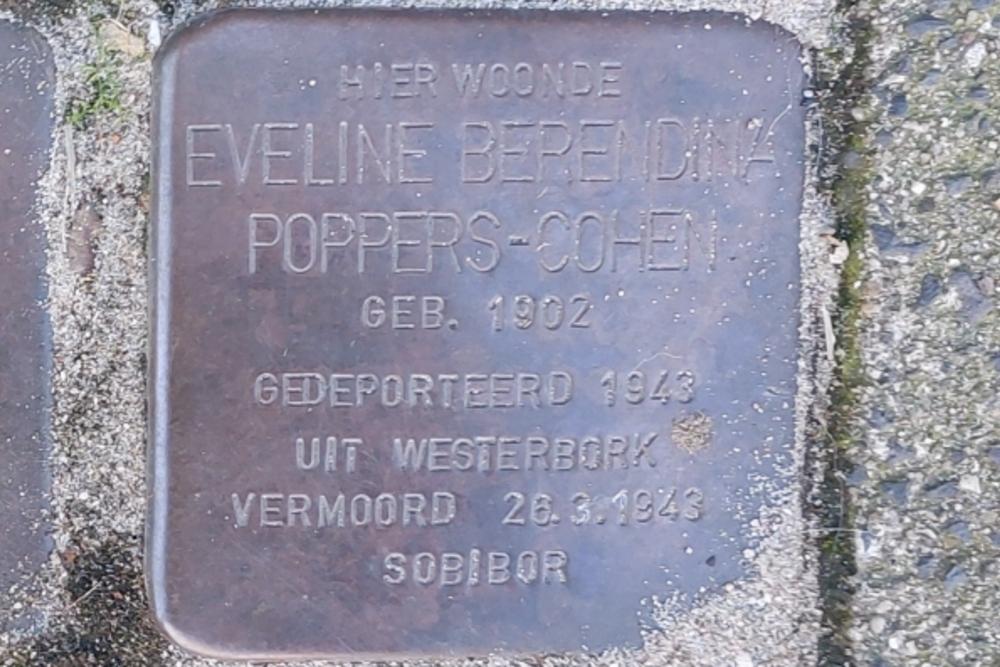 HIER WOONDE
EVELINE BERENDINA
POPPERS-COHEN
GEB. 1902
GEDEPORTEERD 1943
UIT WESTERBORK
VERMOORD 26.3.1943
SOBIBOR